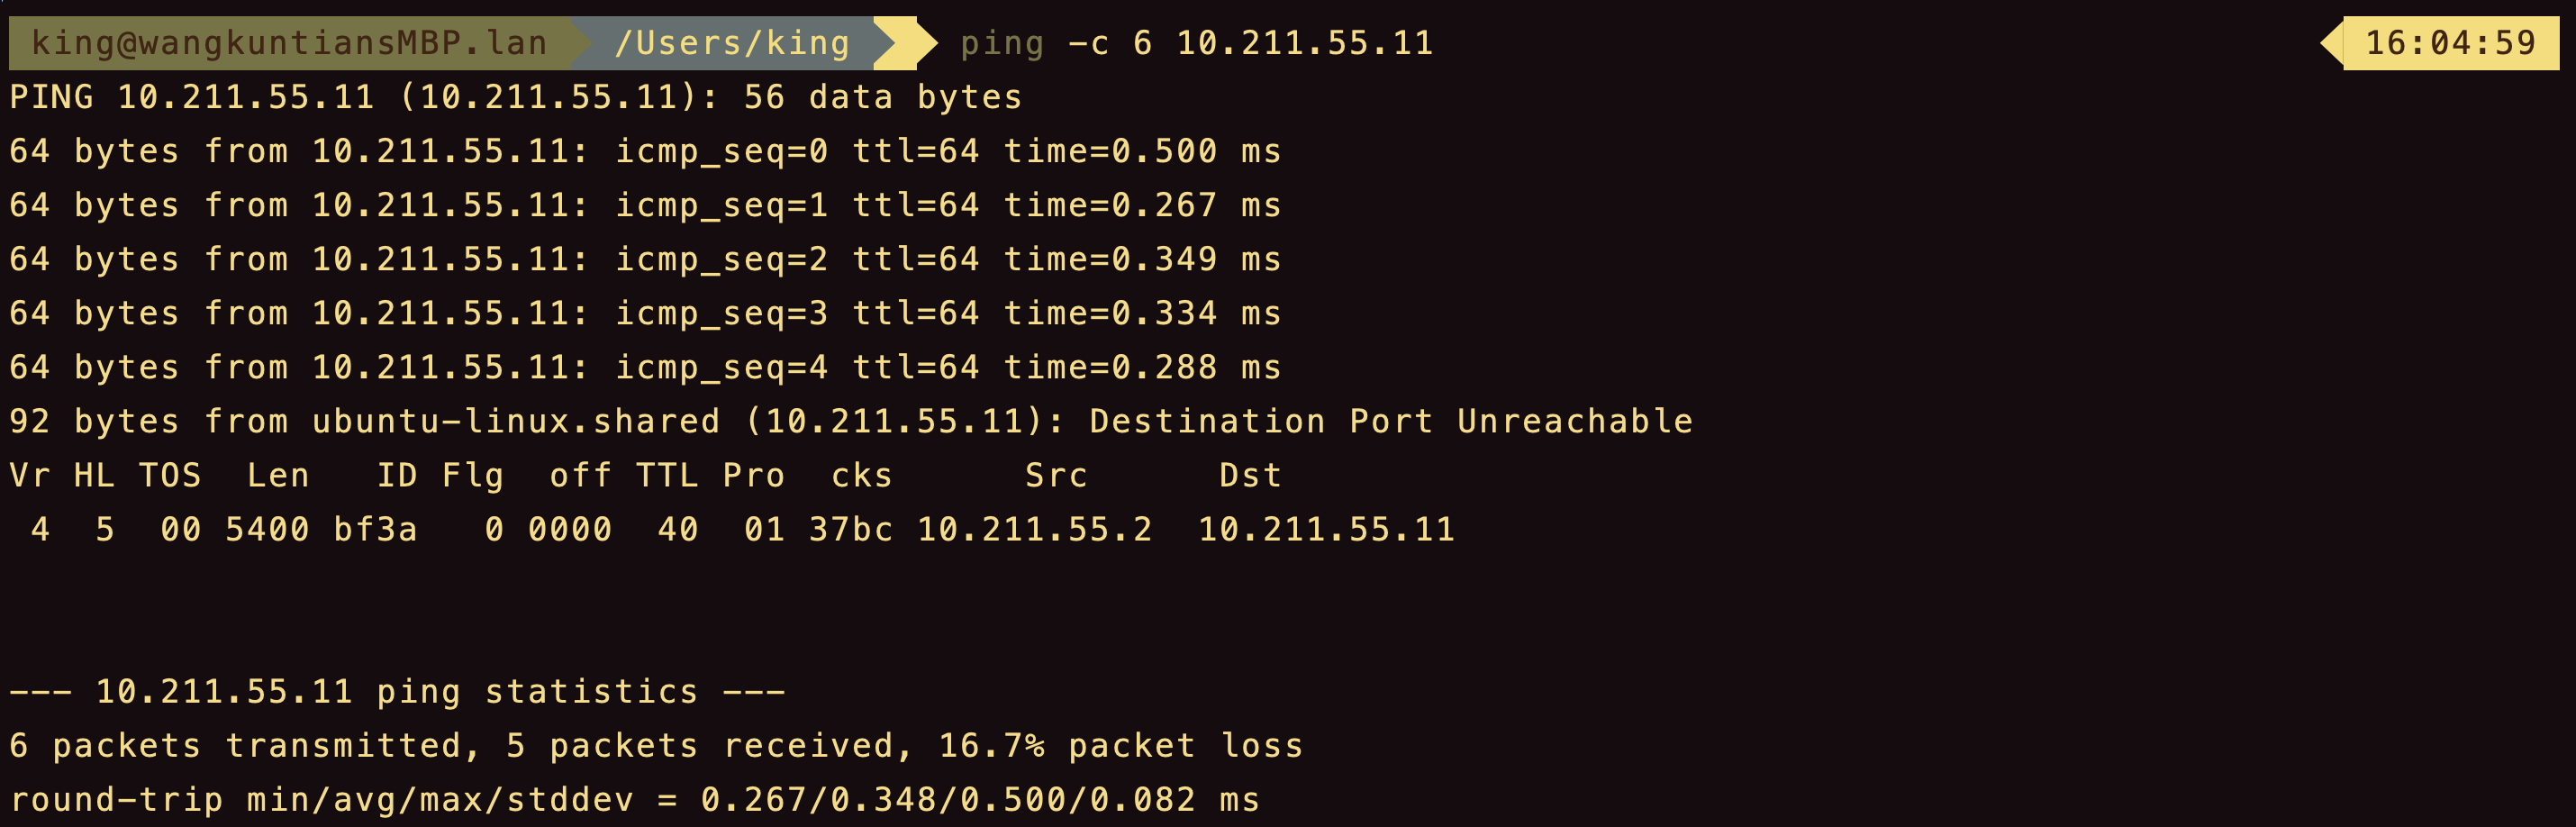 king@wangkuntiansMBP.lan /Users/king ping -c 6 10.211.55.11 16:04:59
PING 10.211.55.11 (10.211.55.11): 56 data bytes
64 bytes from 10.211.55.11: icmp_seq=0 ttl=64 time=0.500 ms
64 bytes from 10.211.55.11: icmp_seq=1 ttl=64 time=0.267 ms
64 bytes from 10.211.55.11: icmp_seq=2 ttl=64 time=0.349 ms
64 bytes from 10.211.55.11: icmp_seq=3 ttl=64 time=0.334 ms
64 bytes from 10.211.55.11: icmp_seq=4 ttl=64 time=0.288 ms
92 bytes from ubuntu-linux.shared (10.211.55.11): Destination Port Unreachable
Vr HL TOS  Len   ID Flg  off TTL Pro  cks      Src      Dst
 4  5  00 5400 bf3a   0 0000  40  01 37bc 10.211.55.2  10.211.55.11
--- 10.211.55.11 ping statistics ---
6 packets transmitted, 5 packets received, 16.7% packet loss
round-trip min/avg/max/stddev = 0.267/0.348/0.500/0.082 ms